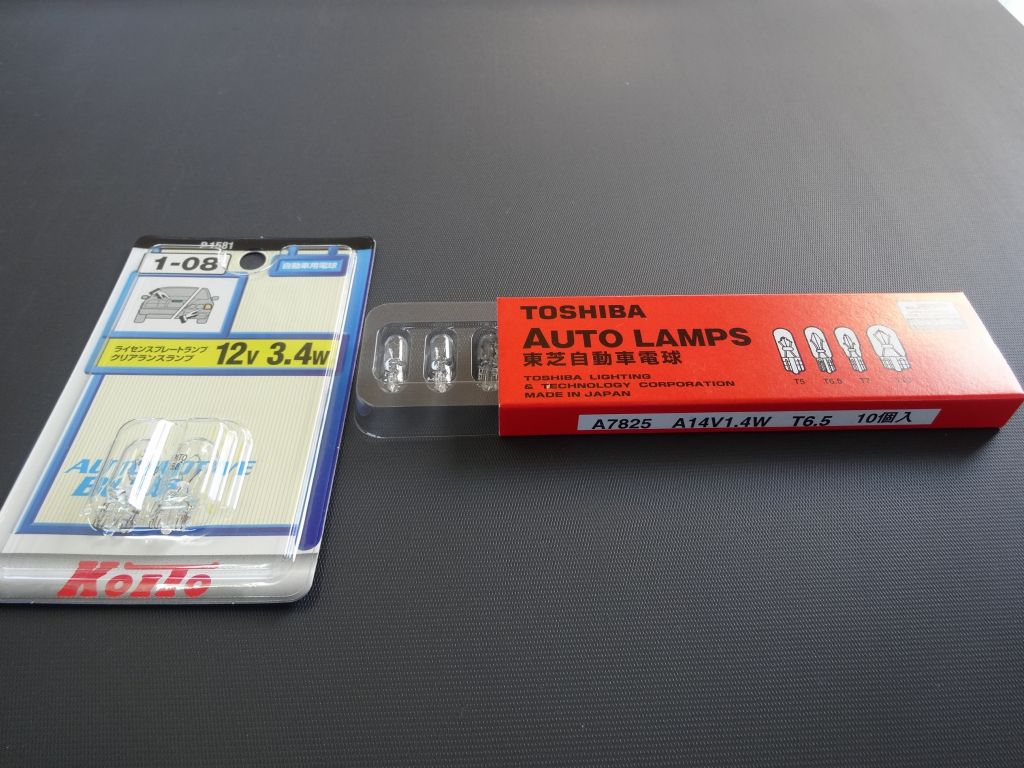 P1581
1-08
自動車用電球
ライセンスプレートランプ
クリアランスランプ
12V 3.4W
AUTOMOTIVE
Koito
TOSHIBA
AUTO LAMPS
東芝自動車電球
TOSHIBA LIGHTING
& TECHNOLOGY CORPORATION
MADE IN JAPAN
T5 T6.5 T7
A7825 A14V1.4W T6.5 10個入